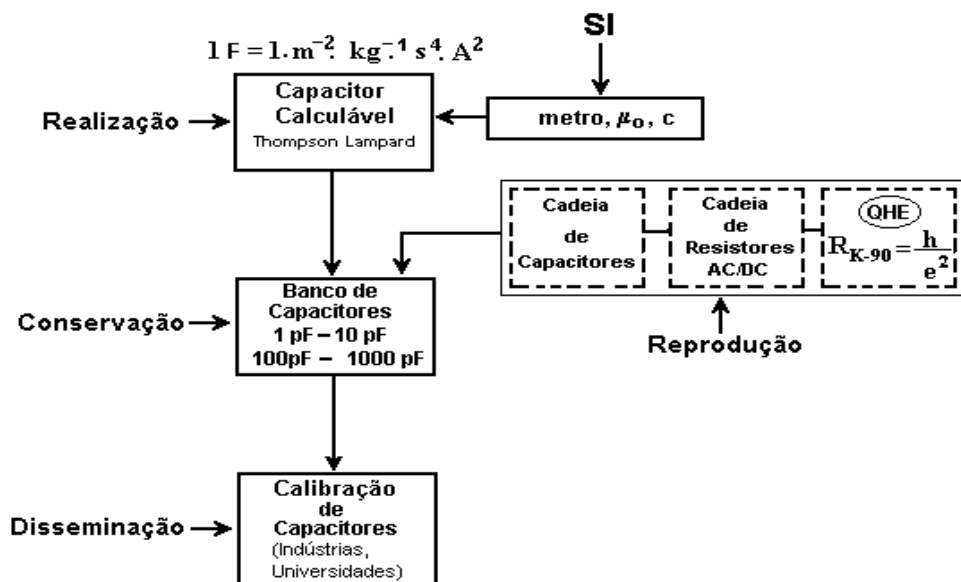 SI
1 F = 1. m⁻². kg.⁻¹ s⁴. A²
Realização
Capacitor
Calculável
Thompson Lampard
metro, μₒ, c
Cadeia
de
Capacitores
Cadeia
de
Resistores
AC/DC
QHE
R_K-90 = h
e²
Reprodução
Conservação
Banco de
Capacitores
1 pF – 10 pF
100pF – 1000 pF
Disseminação
Calibração
de
Capacitores
(Indústrias,
Universidades)